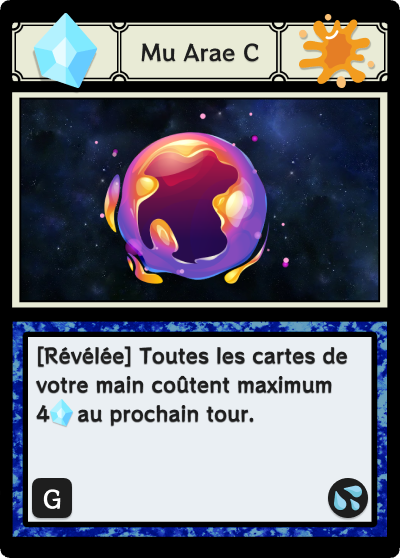 Mu Arae C
[Révélée] Toutes les cartes de
votre main coûtent maximum
4 au prochain tour.
G